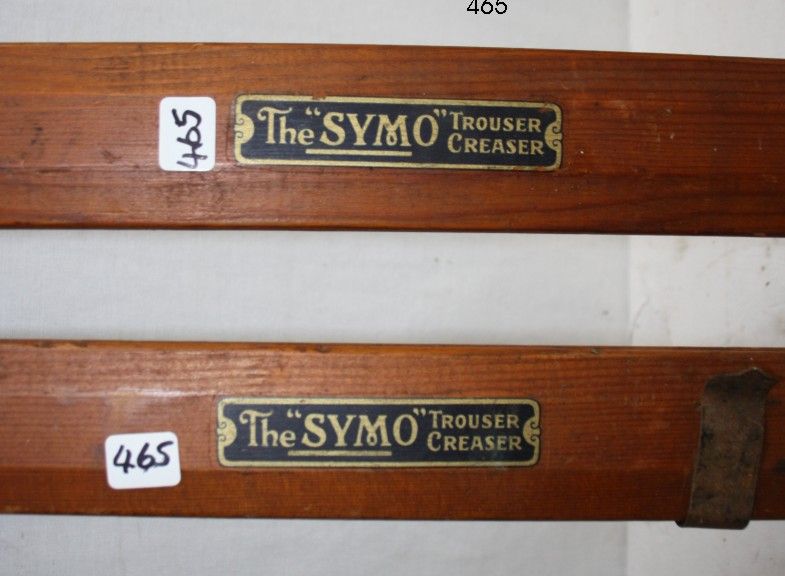 465
465
The "SYMO" TROUSER
CREASER
465
The "SYMO" TROUSER
CREASER